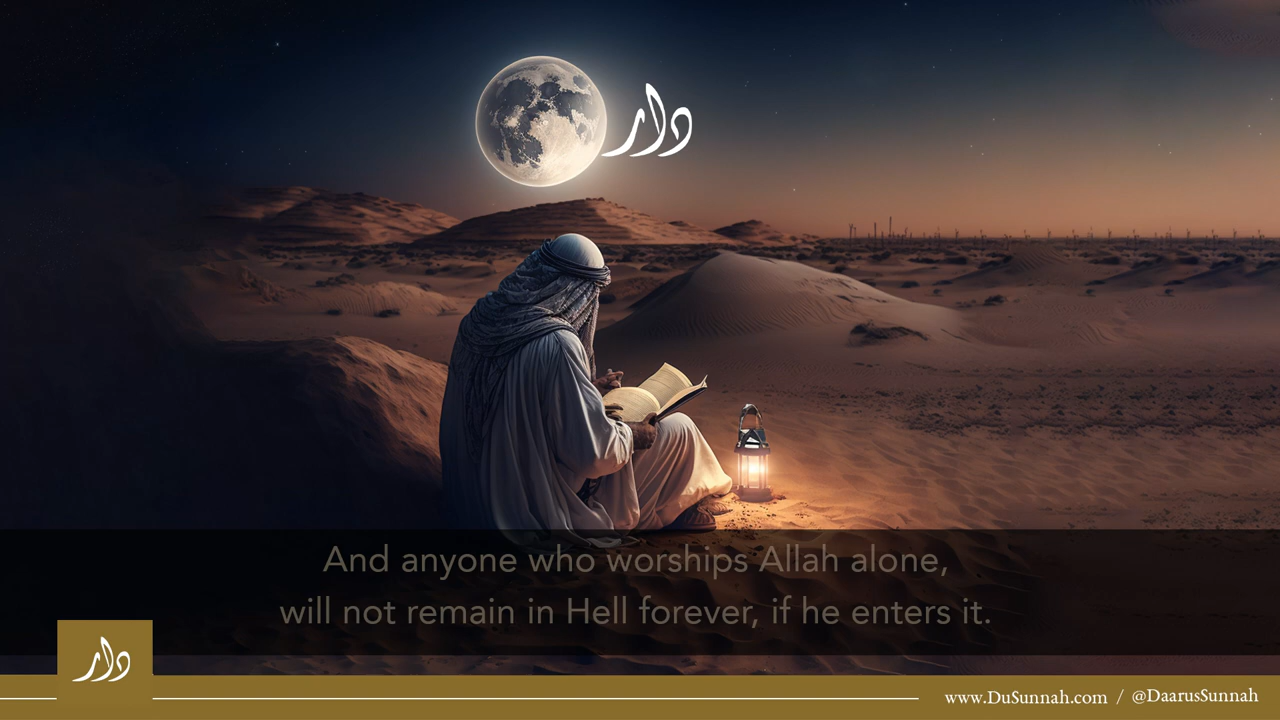 دار
And anyone who worships Allah alone,
will not remain in Hell forever, if he enters it.
دار
www.DuSunnah.com / @DaarusSunnah